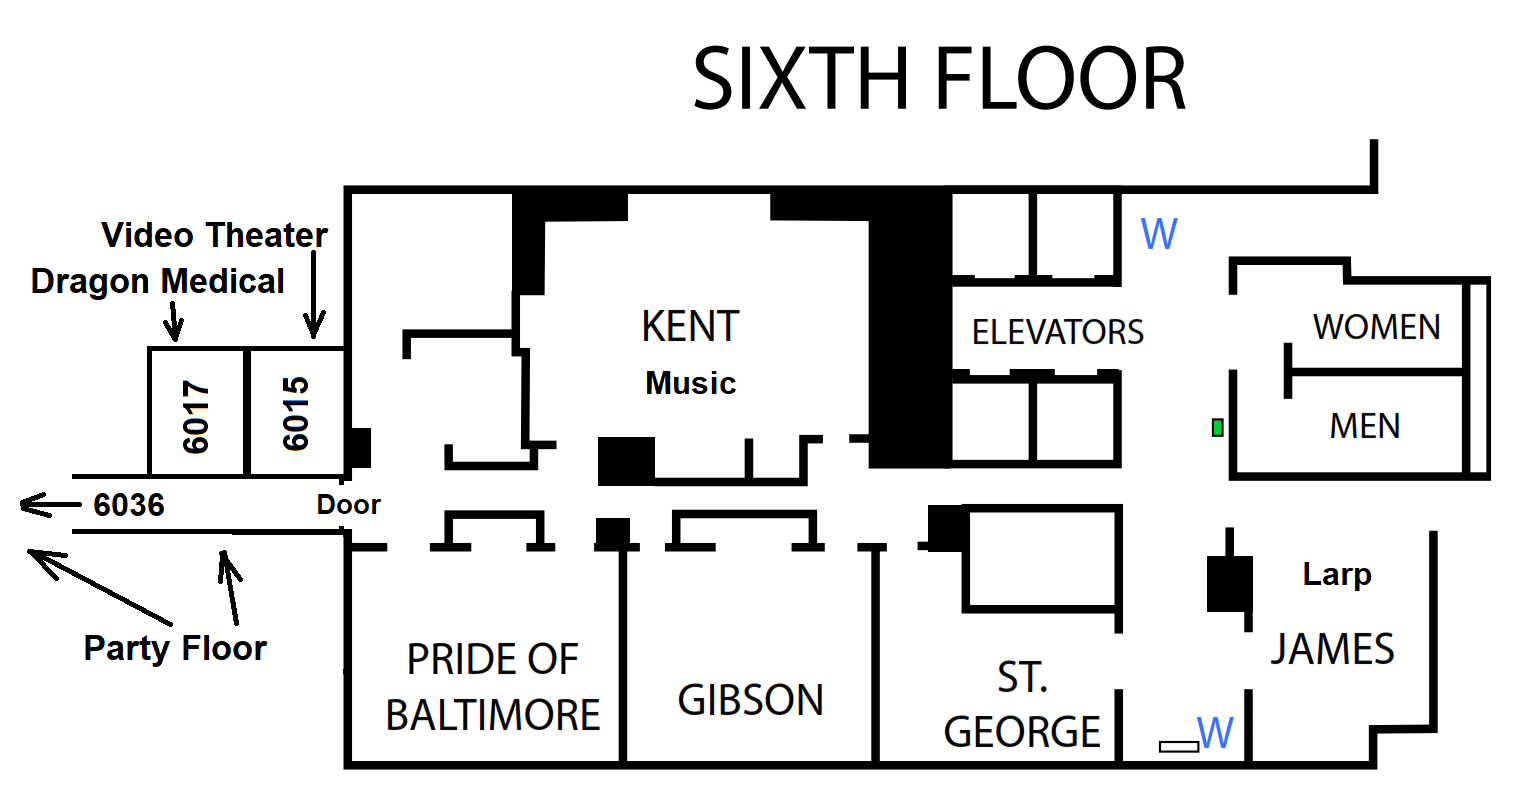 SIXTH FLOOR
Video Theater
Dragon Medical
W
KENT
Music
ELEVATORS
WOMEN
MEN
6017
6015
6036
Door
Party Floor
PRIDE OF
BALTIMORE
GIBSON
ST.
GEORGE
Larp
JAMES
W